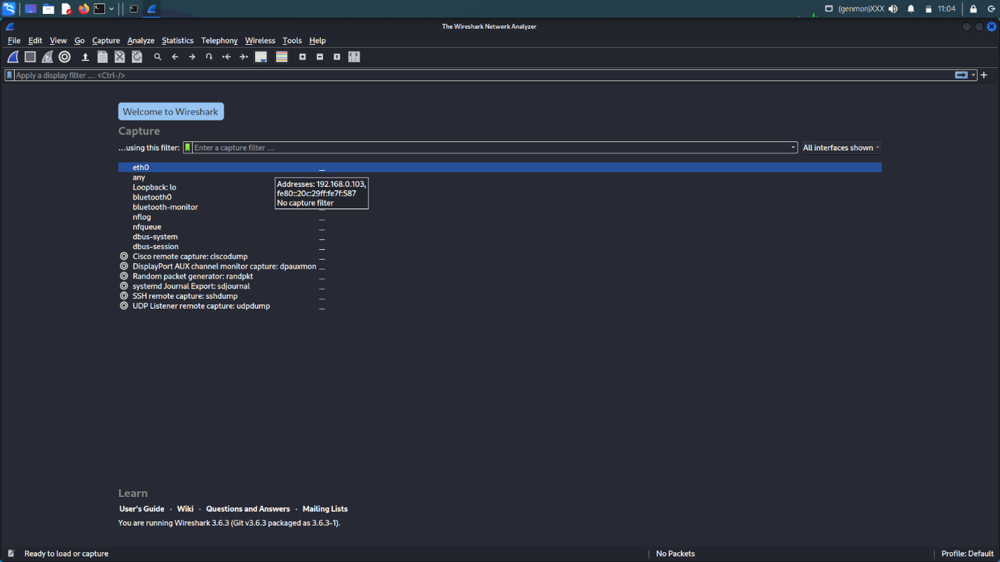 (genmon)XXX 11:04
The Wireshark Network Analyzer
File Edit View Go Capture Analyze Statistics Telephony Wireless Tools Help
Apply a display filter … <Ctrl-/>
Welcome to Wireshark
Capture
…using this filter: Enter a capture filter … All interfaces shown
eth0
any
Addresses: 192.168.0.103,
Loopback: lo
fe80::20c:29ff:fe7f:587
bluetooth0
No capture filter
bluetooth-monitor
nflog
nfqueue
dbus-system
dbus-session
Cisco remote capture: ciscodump
DisplayPort AUX channel monitor capture: dpauxmon
Random packet generator: randpkt
systemd Journal Export: sdjournal
SSH remote capture: sshdump
UDP Listener remote capture: udpdump
Learn
User's Guide · Wiki · Questions and Answers · Mailing Lists
You are running Wireshark 3.6.3 (Git v3.6.3 packaged as 3.6.3-1).
Ready to load or capture No Packets Profile: Default